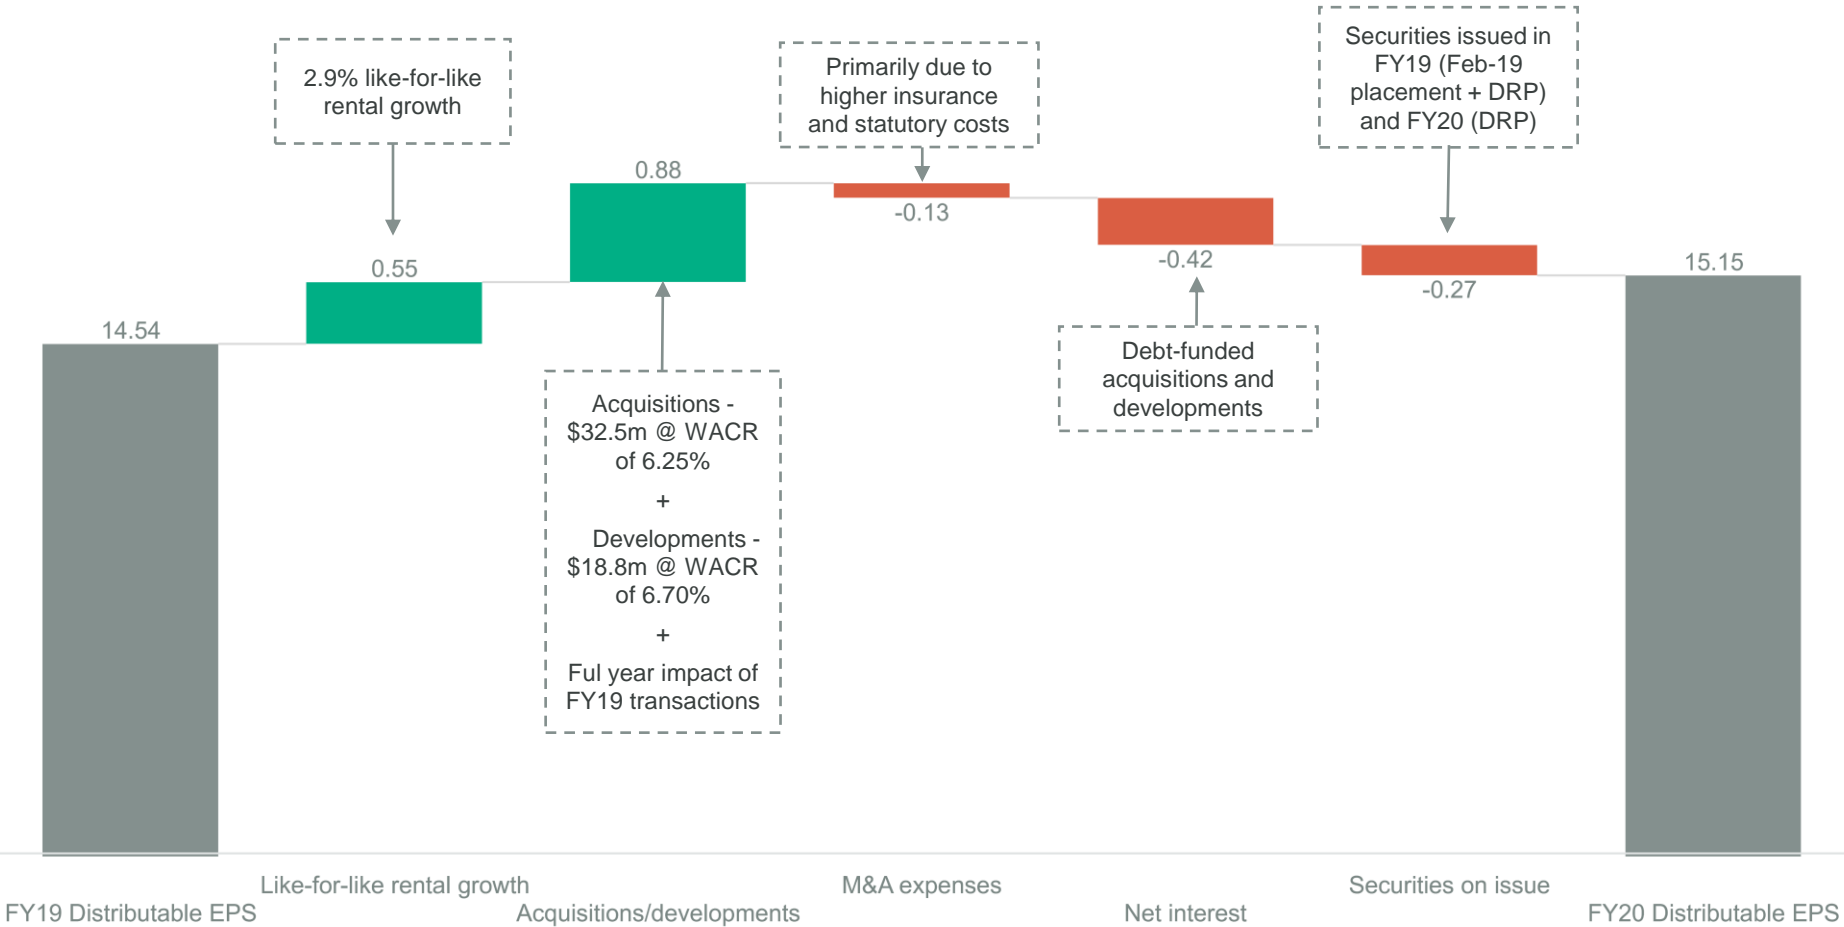 2.9% like-for-like
rental growth
Primarily due to
higher insurance
and statutory costs
Securities issued in
FY19 (Feb-19
placement + DRP)
and FY20 (DRP)
14.54
0.55
0.88
-0.13
-0.42
-0.27
15.15
Acquisitions -
$32.5m @ WACR
of 6.25%
+
Developments -
$18.8m @ WACR
of 6.70%
+
Ful year impact of
FY19 transactions
Debt-funded
acquisitions and
developments
FY19 Distributable EPS
Like-for-like rental growth
Acquisitions/developments
M&A expenses
Net interest
Securities on issue
FY20 Distributable EPS